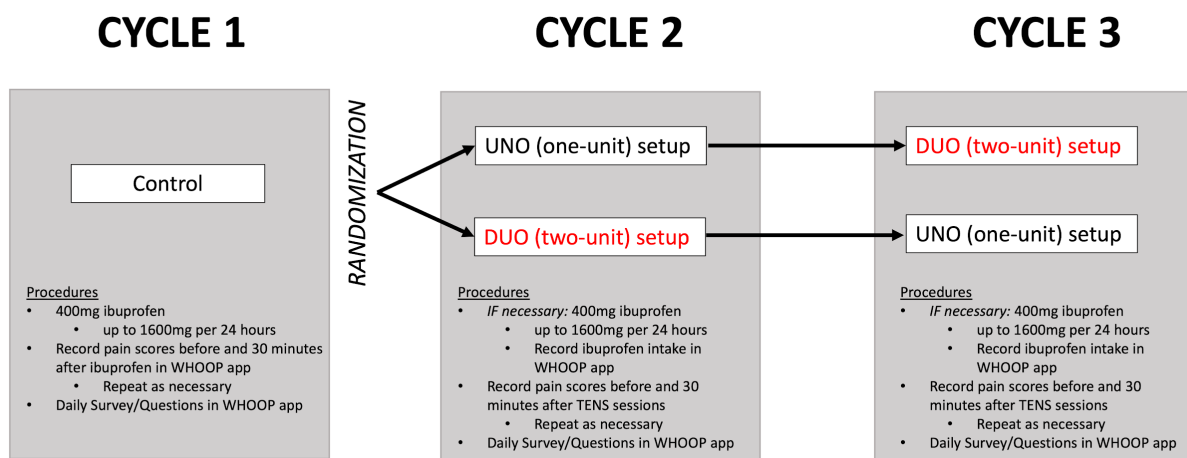 CYCLE 1
Control
Procedures
• 400mg ibuprofen
• up to 1600mg per 24 hours
• Record pain scores before and 30 minutes
after ibuprofen in WHOOP app
• Repeat as necessary
• Daily Survey/Questions in WHOOP app
RANDOMIZATION
CYCLE 2
UNO (one-unit) setup
DUO (two-unit) setup
Procedures
• IF necessary: 400mg ibuprofen
• up to 1600mg per 24 hours
• Record ibuprofen intake in
WHOOP app
• Record pain scores before and 30
minutes after TENS sessions
• Repeat as necessary
• Daily Survey/Questions in WHOOP app
CYCLE 3
DUO (two-unit) setup
UNO (one-unit) setup
Procedures
• IF necessary: 400mg ibuprofen
• up to 1600mg per 24 hours
• Record ibuprofen intake in
WHOOP app
• Record pain scores before and 30
minutes after TENS sessions
• Repeat as necessary
• Daily Survey/Questions in WHOOP app